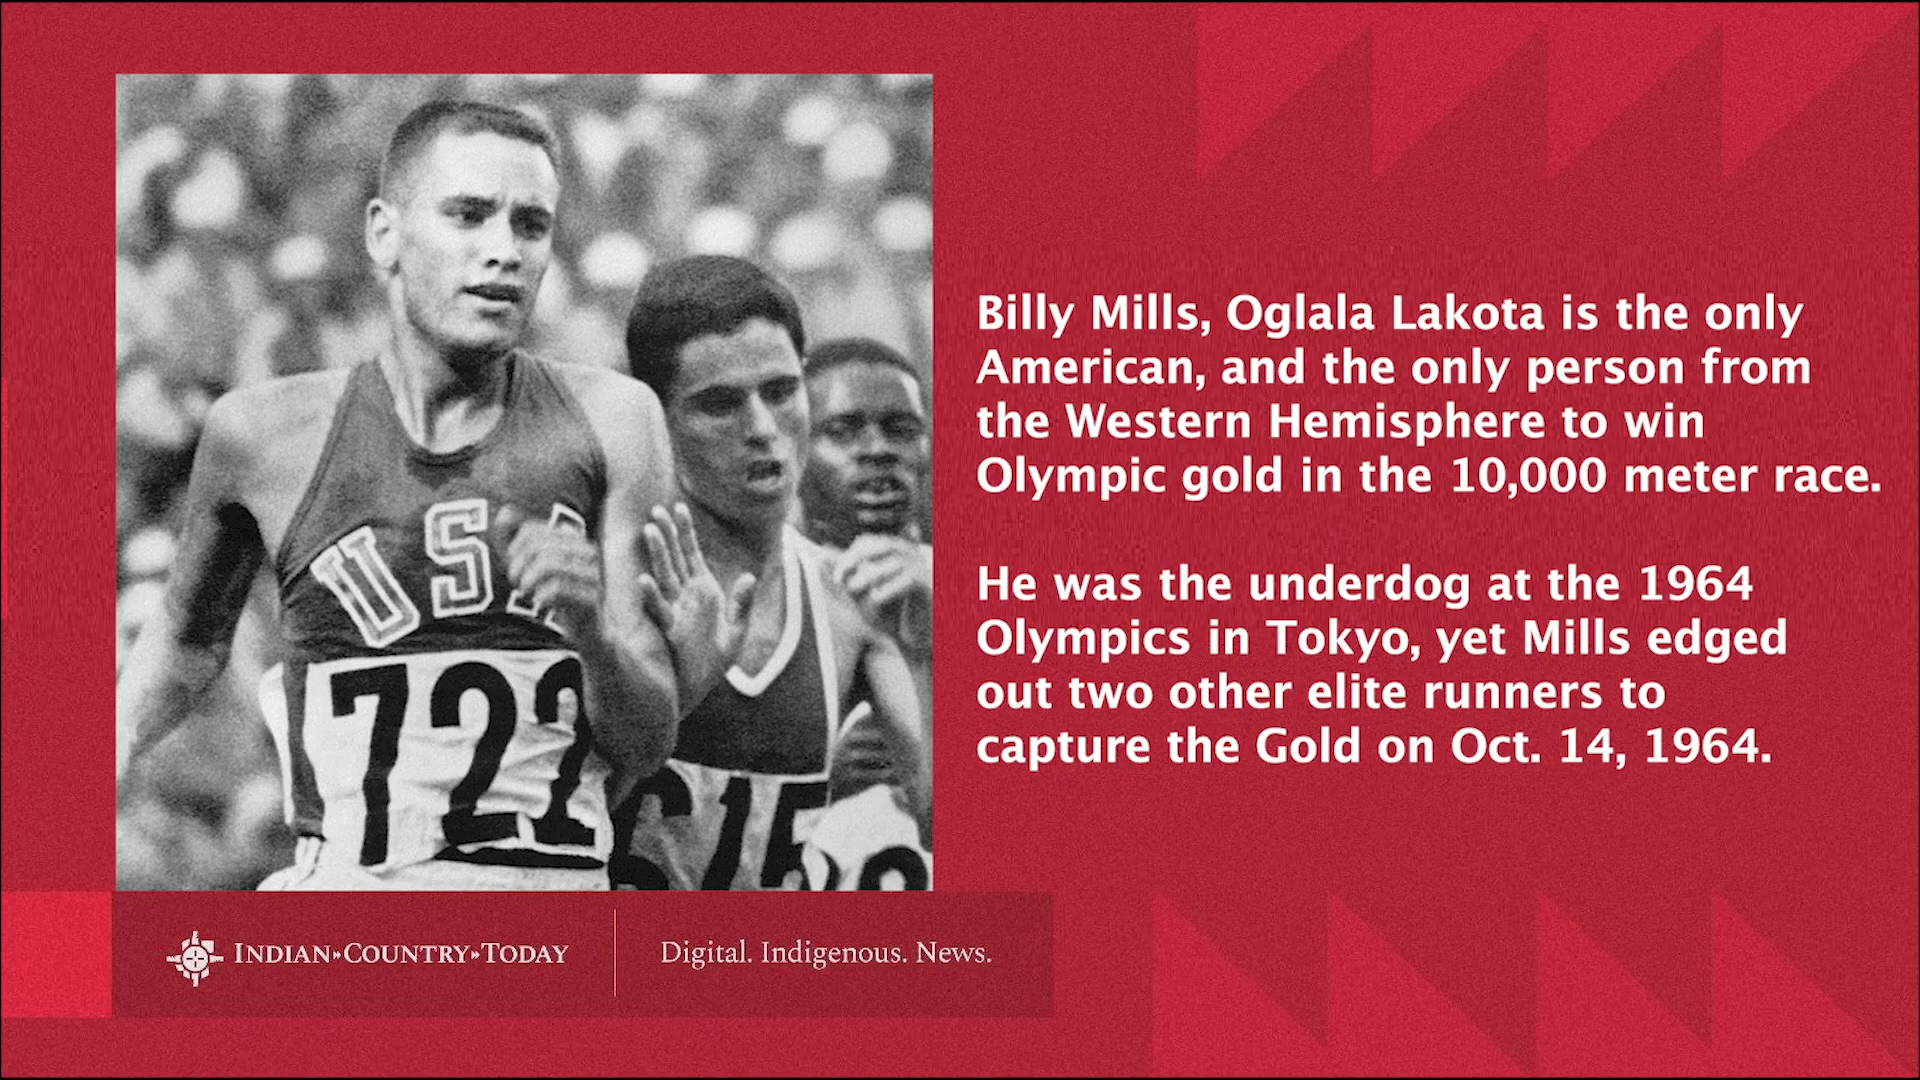 USA
722
615
Billy Mills, Oglala Lakota is the only
American, and the only person from
the Western Hemisphere to win
Olympic gold in the 10,000 meter race.
He was the underdog at the 1964
Olympics in Tokyo, yet Mills edged
out two other elite runners to
capture the Gold on Oct. 14, 1964.
INDIAN▸COUNTRY▸TODAY
Digital. Indigenous. News.